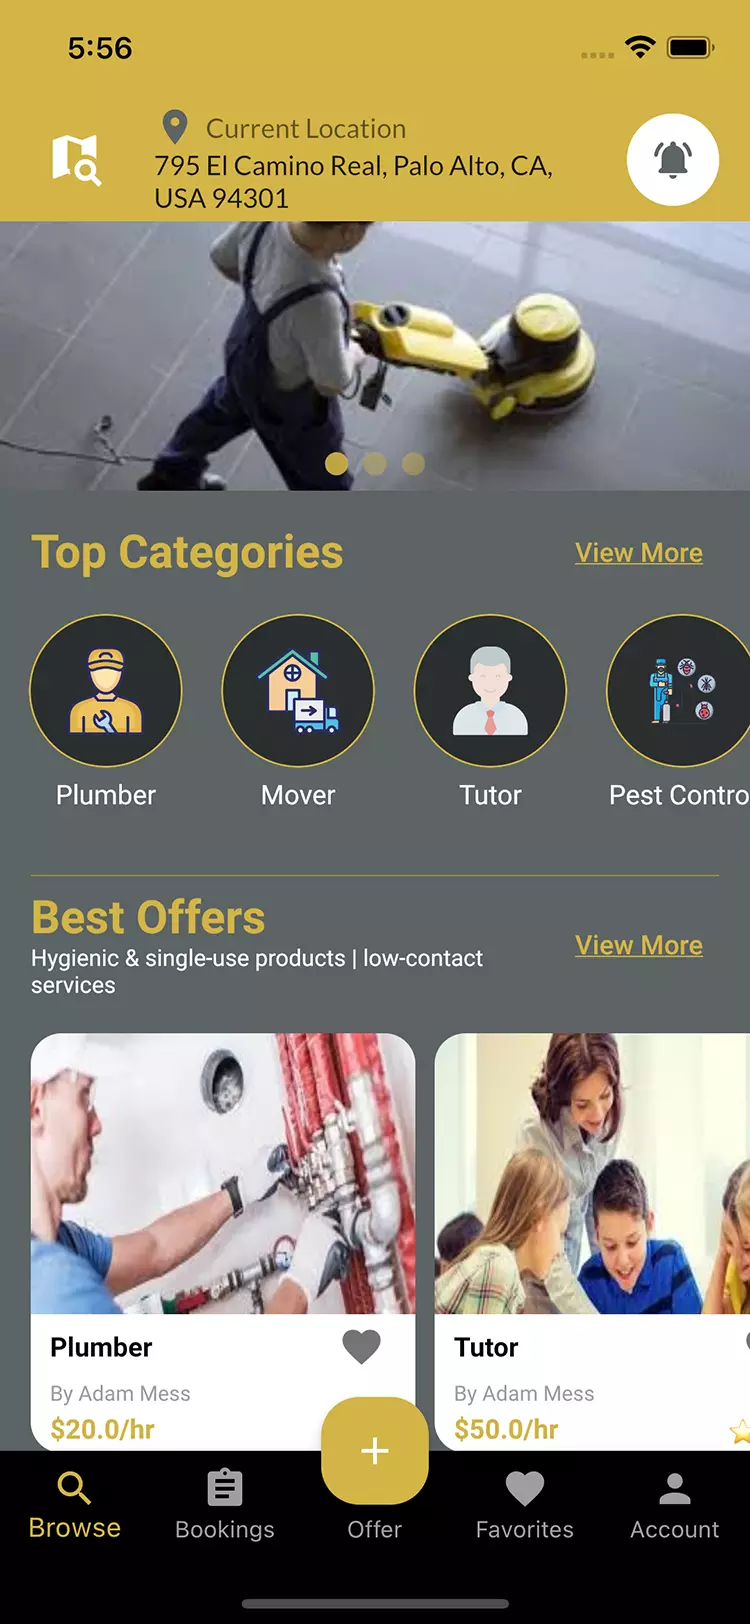 5:56
Current Location
795 El Camino Real, Palo Alto, CA,
USA 94301
Top Categories
View More
Plumber
Mover
Tutor
Pest Contro
Best Offers
Hygienic & single-use products | low-contact
services
View More
Plumber
By Adam Mess
$20.0/hr
Tutor
By Adam Mess
$50.0/hr
Browse
Bookings
Offer
Favorites
Account